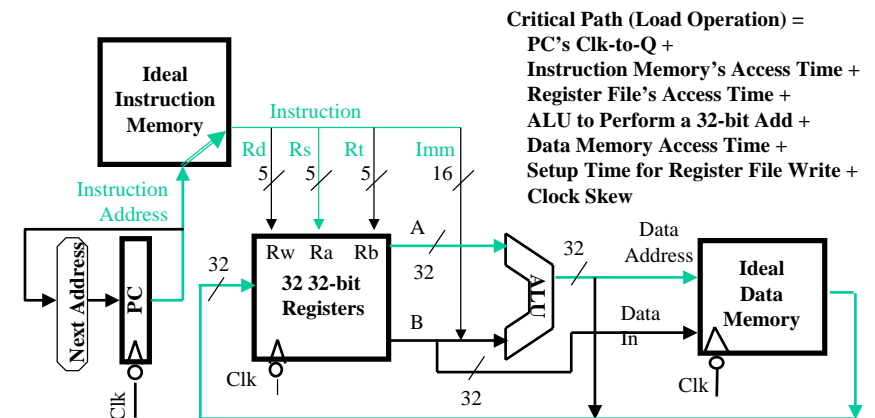 Critical Path (Load Operation) =
PC's Clk-to-Q +
Instruction Memory's Access Time +
Register File's Access Time +
ALU to Perform a 32-bit Add +
Data Memory Access Time +
Setup Time for Register File Write +
Clock Skew
Ideal
Instruction
Memory
Instruction
Rd
Rs
Rt
Imm
5
5
5
16
Instruction
Address
Next Address
PC
Clk
32
Rw
Ra
Rb
32 32-bit
Registers
Clk
A
32
B
32
ALU
32
Data
Address
Data
In
Ideal
Data
Memory
Clk